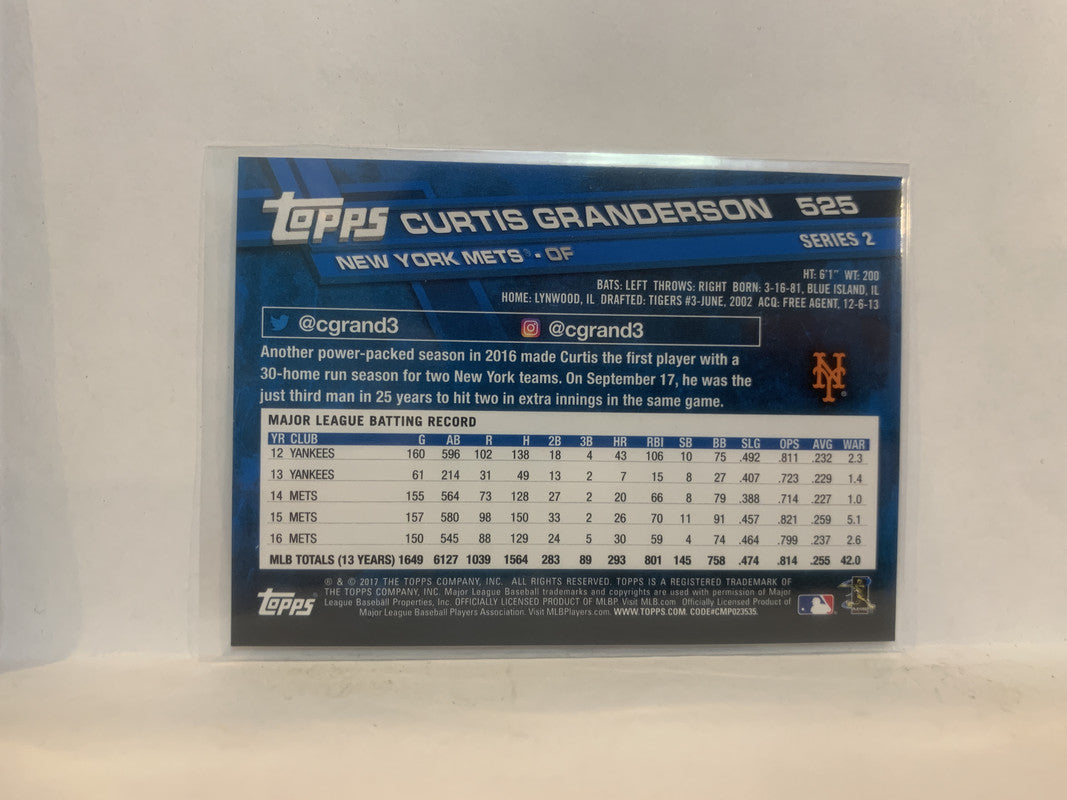 topps CURTIS GRANDERSON 525
NEW YORK METS® - OF SERIES 2
HT: 6'1" WT: 200
BATS: LEFT THROWS: RIGHT BORN: 3-16-81, BLUE ISLAND, IL
HOME: LYNWOOD, IL DRAFTED: TIGERS #3-JUNE, 2002 ACQ: FREE AGENT, 12-6-13
@cgrand3 @cgrand3
Another power-packed season in 2016 made Curtis the first player with a
30-home run season for two New York teams. On September 17, he was the
just third man in 25 years to hit two in extra innings in the same game.
NY®
MAJOR LEAGUE BATTING RECORD
YR CLUB G AB R H 2B 3B HR RBI SB BB SLG OPS AVG WAR
12 YANKEES 160 596 102 138 18 4 43 106 10 75 .492 .811 .232 2.3
13 YANKEES 61 214 31 49 13 2 7 15 8 27 .407 .723 .229 1.4
14 METS 155 564 73 128 27 2 20 66 8 79 .388 .714 .227 1.0
15 METS 157 580 98 150 33 2 26 70 11 91 .457 .821 .259 5.1
16 METS 150 545 88 129 24 5 30 59 4 74 .464 .799 .237 2.6
MLB TOTALS (13 YEARS) 1649 6127 1039 1564 283 89 293 801 145 758 .474 .814 .255 42.0
® & © 2017 THE TOPPS COMPANY, INC. ALL RIGHTS RESERVED. TOPPS IS A REGISTERED TRADEMARK OF
THE TOPPS COMPANY, INC. Major League Baseball trademarks and copyrights are used with permission of Major
League Baseball Properties, Inc. OFFICIALLY LICENSED PRODUCT OF MLBP. Visit MLB.com Officially Licensed Product of
Major League Baseball Players Association. Visit MLBPlayers.com. WWW.TOPPS.COM. CODE#CMP023535.
topps®